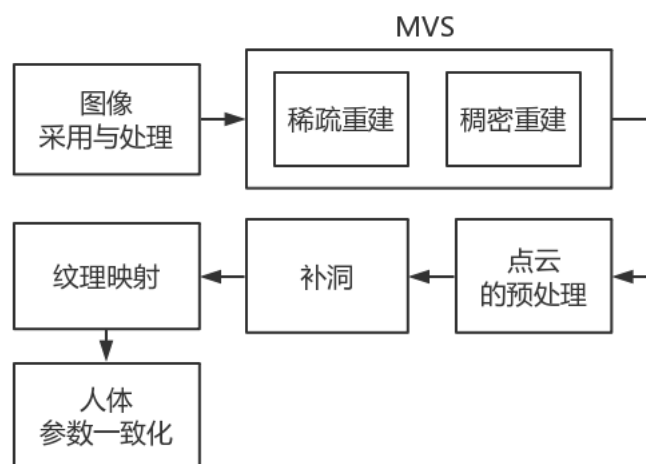 MVS
图像
采用与处理
稀疏重建
稠密重建
点云
的预处理
补洞
纹理映射
人体
参数一致化